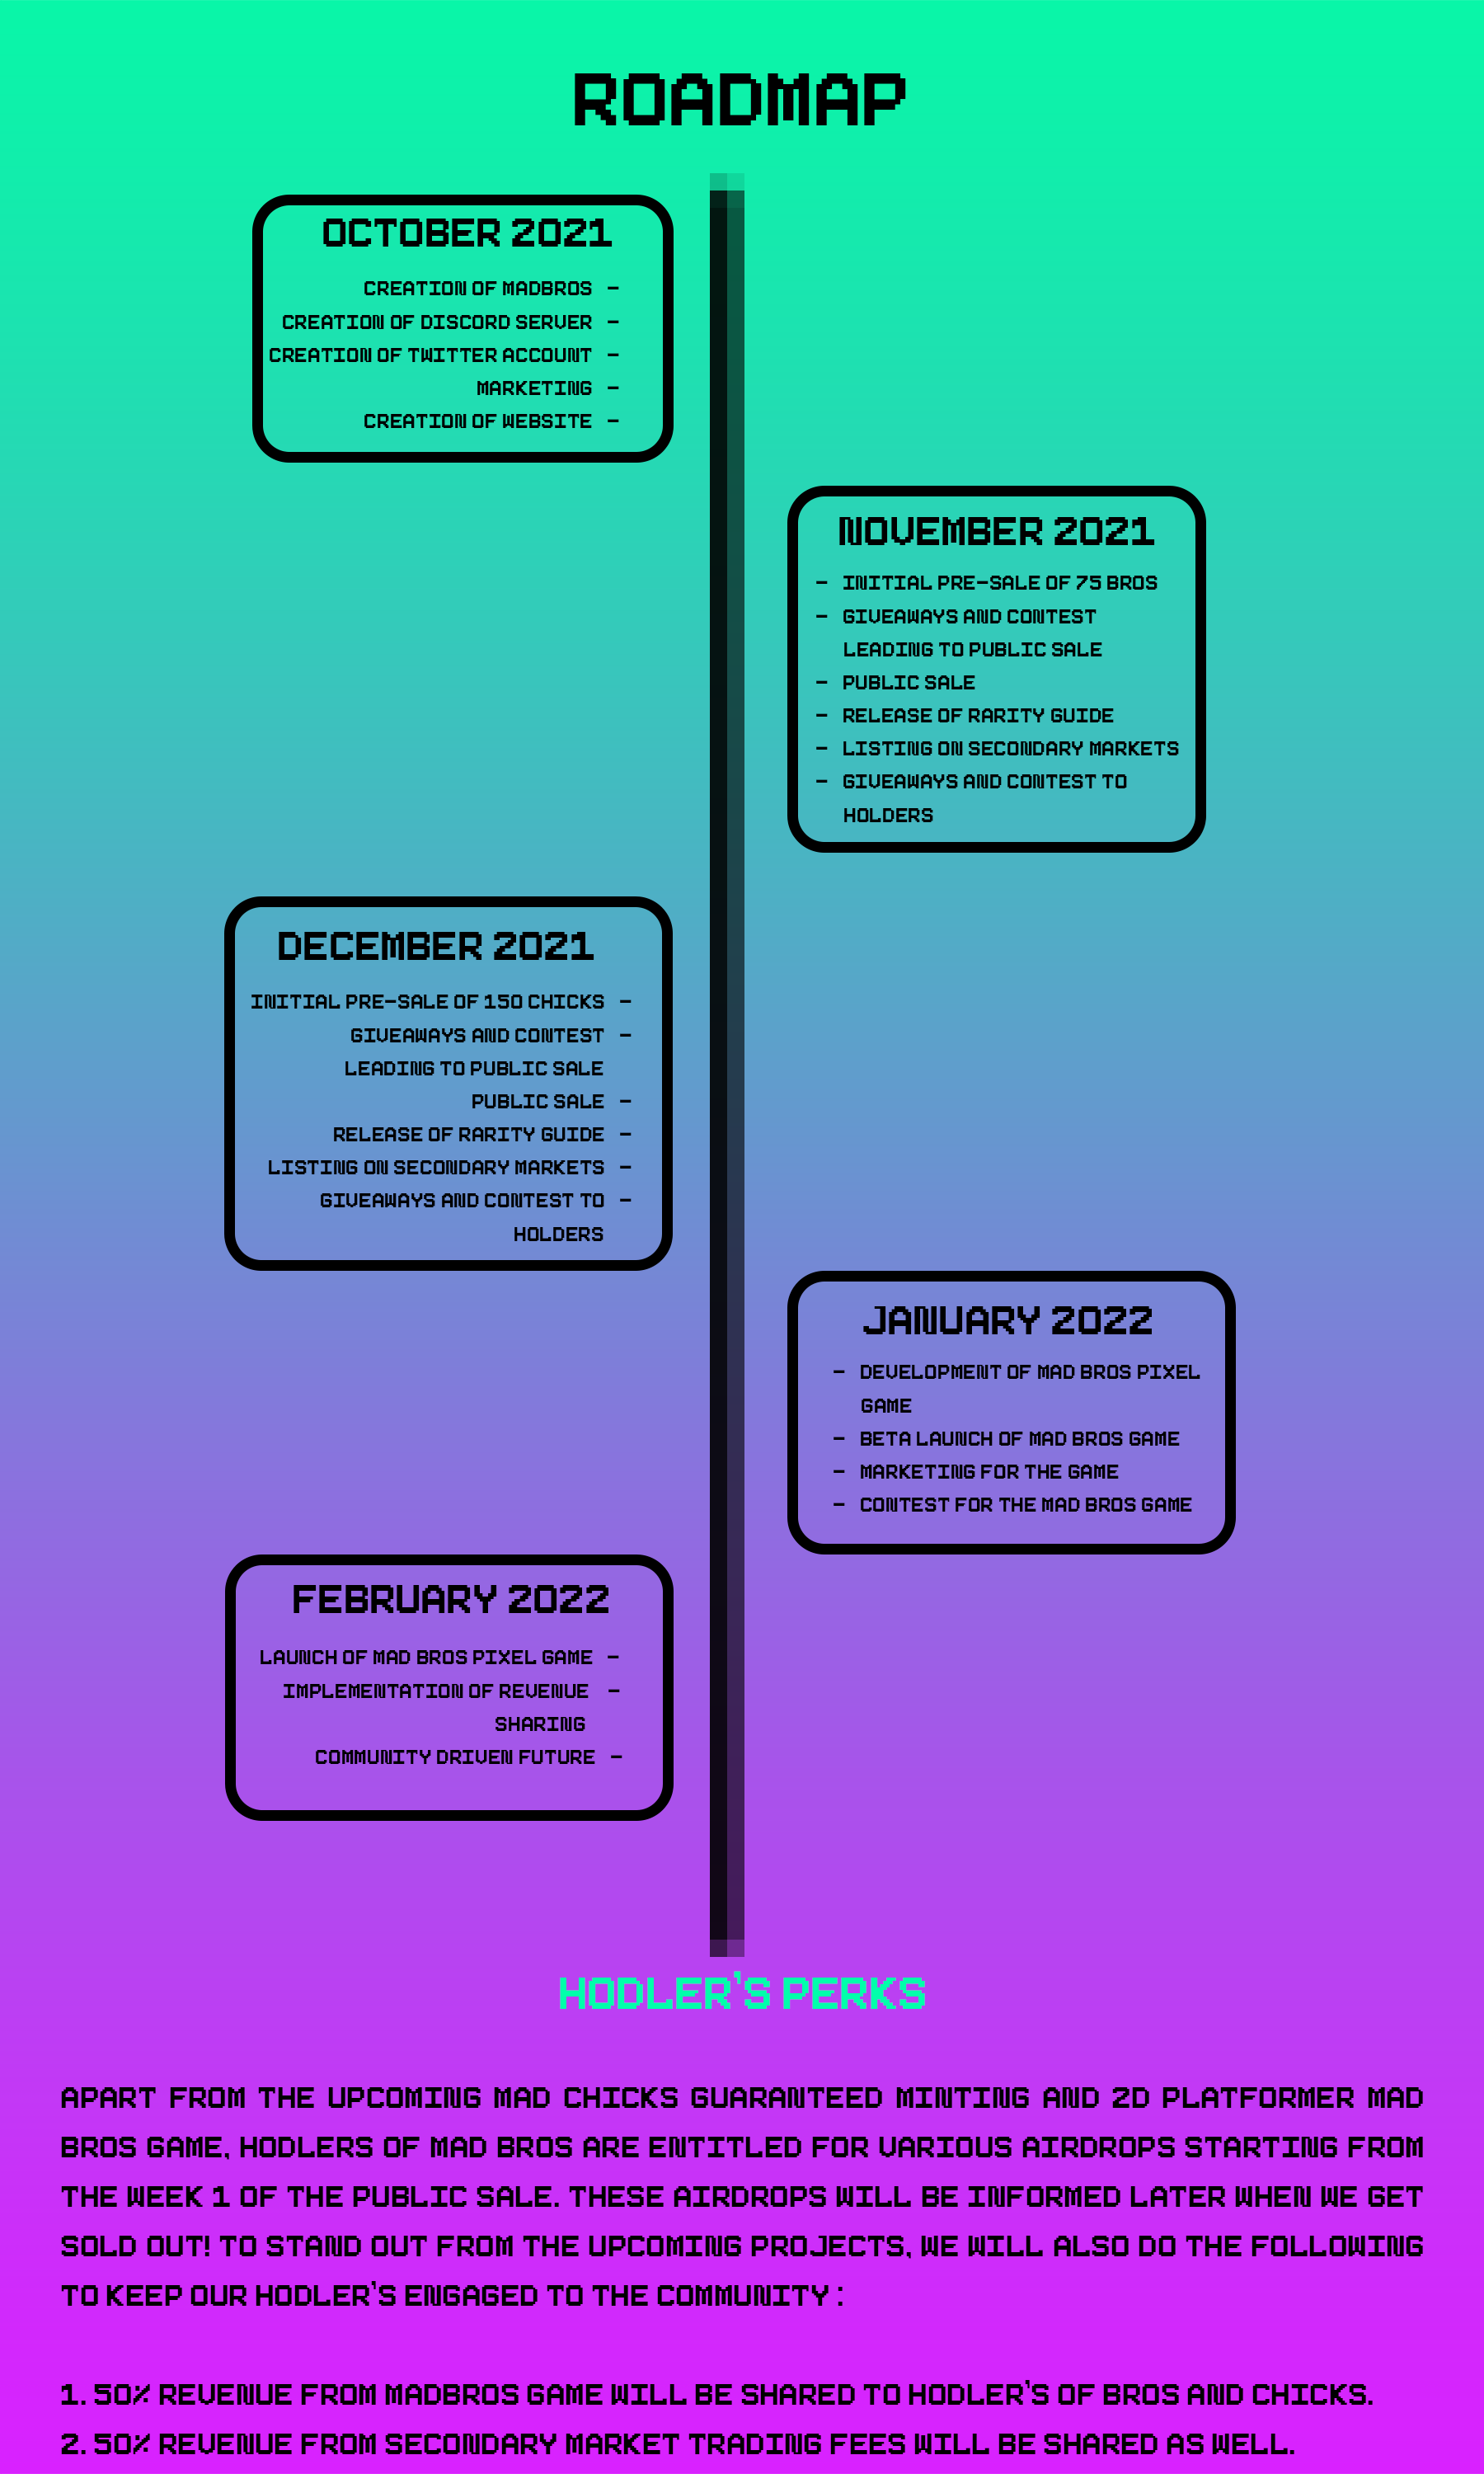 ROADMAP
OCTOBER 2021
CREATION OF MADBROS -
CREATION OF DISCORD SERVER -
CREATION OF TWITTER ACCOUNT -
MARKETING -
CREATION OF WEBSITE -
NOVEMBER 2021
- INITIAL PRE-SALE OF 75 BROS
- GIVEAWAYS AND CONTEST
LEADING TO PUBLIC SALE
- PUBLIC SALE
- RELEASE OF RARITY GUIDE
- LISTING ON SECONDARY MARKETS
- GIVEAWAYS AND CONTEST TO
HOLDERS
DECEMBER 2021
INITIAL PRE-SALE OF 150 CHICKS -
GIVEAWAYS AND CONTEST -
LEADING TO PUBLIC SALE
PUBLIC SALE -
RELEASE OF RARITY GUIDE -
LISTING ON SECONDARY MARKETS -
GIVEAWAYS AND CONTEST TO -
HOLDERS
JANUARY 2022
- DEVELOPMENT OF MAD BROS PIXEL
GAME
- BETA LAUNCH OF MAD BROS GAME
- MARKETING FOR THE GAME
- CONTEST FOR THE MAD BROS GAME
FEBRUARY 2022
LAUNCH OF MAD BROS PIXEL GAME -
IMPLEMENTATION OF REVENUE -
SHARING
COMMUNITY DRIVEN FUTURE -
HODLER'S PERKS
APART FROM THE UPCOMING MAD CHICKS GUARANTEED MINTING AND 2D PLATFORMER MAD
BROS GAME, HODLERS OF MAD BROS ARE ENTITLED FOR VARIOUS AIRDROPS STARTING FROM
THE WEEK 1 OF THE PUBLIC SALE. THESE AIRDROPS WILL BE INFORMED LATER WHEN WE GET
SOLD OUT! TO STAND OUT FROM THE UPCOMING PROJECTS, WE WILL ALSO DO THE FOLLOWING
TO KEEP OUR HODLER'S ENGAGED TO THE COMMUNITY :
1. 50% REVENUE FROM MADBROS GAME WILL BE SHARED TO HODLER'S OF BROS AND CHICKS.
2. 50% REVENUE FROM SECONDARY MARKET TRADING FEES WILL BE SHARED AS WELL.